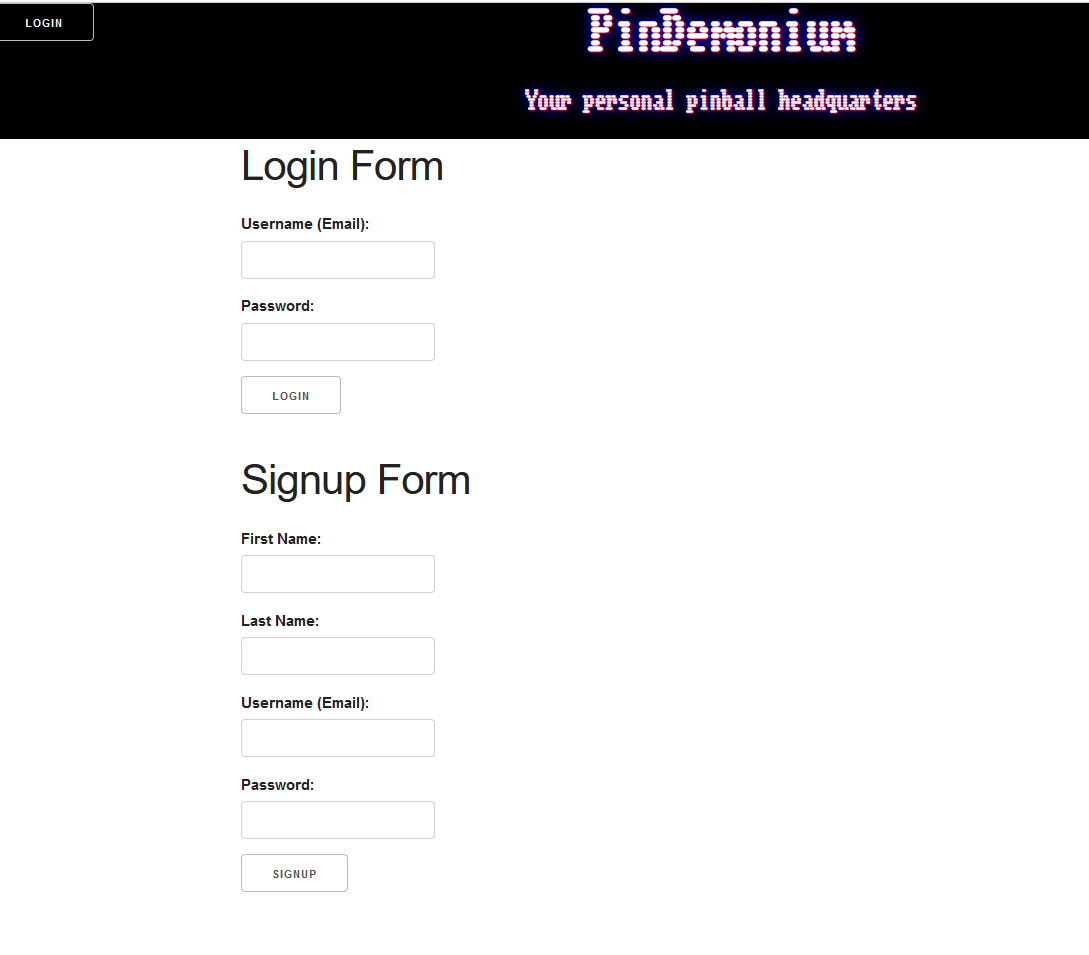 LOGIN
PinDemonium
Your personal pinball headquarters
Login Form
Username (Email):
Password:
LOGIN
Signup Form
First Name:
Last Name:
Username (Email):
Password:
SIGNUP